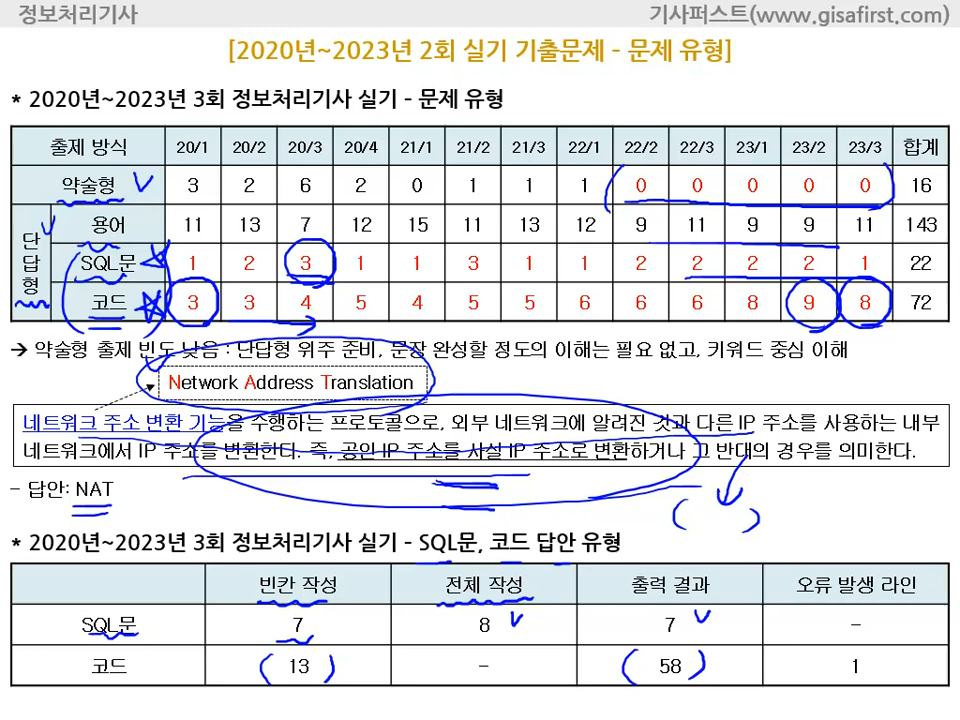 정보처리기사 기사퍼스트(www.gisafirst.com)
[2020년~2023년 2회 실기 기출문제 - 문제 유형]
* 2020년~2023년 3회 정보처리기사 실기 - 문제 유형
출제 방식 20/1 20/2 20/3 20/4 21/1 21/2 21/3 22/1 22/2 22/3 23/1 23/2 23/3 합계
약술형 3 2 6 2 0 1 1 1 0 0 0 0 0 16
단답형 용어 11 13 7 12 15 11 13 12 9 11 9 9 11 143
SQL문 1 2 3 1 1 3 1 1 2 2 2 2 1 22
코드 3 3 4 5 4 5 5 6 6 6 8 9 8 72
→ 약술형 출제 빈도 낮음 : 단답형 위주 준비, 문장 완성할 정도의 이해는 필요 없고, 키워드 중심 이해
Network Address Translation
네트워크 주소 변환 기능을 수행하는 프로토콜으로, 외부 네트워크에 알려진 것과 다른 IP 주소를 사용하는 내부
네트워크에서 IP 주소를 변환한다. 즉, 공인 IP 주소를 사설 IP 주소로 변환하거나 그 반대의 경우를 의미한다.
- 답안: NAT
* 2020년~2023년 3회 정보처리기사 실기 - SQL문, 코드 답안 유형
빈칸 작성 전체 작성 출력 결과 오류 발생 라인
SQL문 7 8 7 -
코드 13 - 58 1